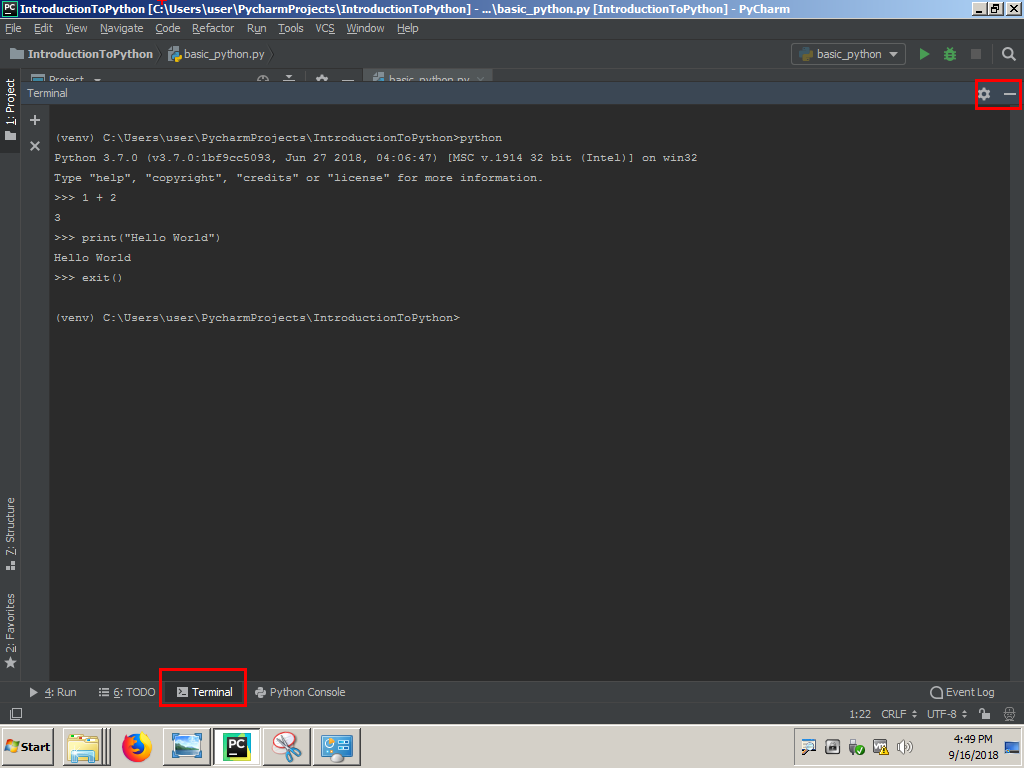 PC IntroductionToPython [C:\Users\user\PycharmProjects\IntroductionToPython] - ...\basic_python.py [IntroductionToPython] - PyCharm
File Edit View Navigate Code Refactor Run Tools VCS Window Help
IntroductionToPython basic_python.py basic_python
Project basic_python.py
1: Project
Terminal
(venv) C:\Users\user\PycharmProjects\IntroductionToPython>python
Python 3.7.0 (v3.7.0:1bf9cc5093, Jun 27 2018, 04:06:47) [MSC v.1914 32 bit (Intel)] on win32
Type "help", "copyright", "credits" or "license" for more information.
>>> 1 + 2
3
>>> print("Hello World")
Hello World
>>> exit()
(venv) C:\Users\user\PycharmProjects\IntroductionToPython>
7: Structure
2: Favorites
4: Run 6: TODO Terminal Python Console Event Log
1:22 CRLF UTF-8
Start PC 4:49 PM
9/16/2018